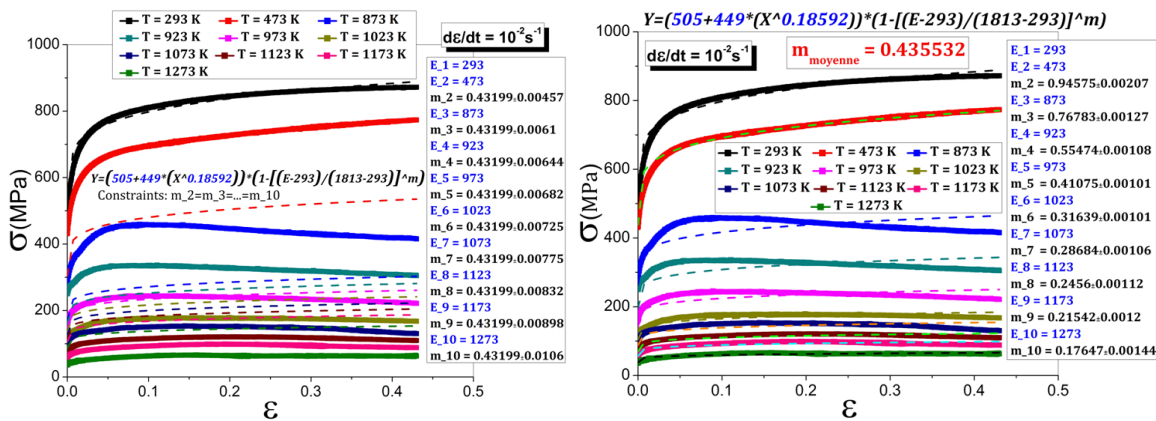 T = 293 K T = 473 K T = 873 K
T = 923 K T = 973 K T = 1023 K
T = 1073 K T = 1123 K T = 1173 K
T = 1273 K
dε/dt = 10⁻²s⁻¹
1000
800
600
400
200
0
σ(MPa)
Y=(505+449*(X^0.18592))*(1-[(E-293)/(1813-293)]^m)
Constraints: m_2=m_3=...=m_10
0.0 0.1 0.2 0.3 0.4 0.5
ε
E_1 = 293
E_2 = 473
m_2 = 0.43199±0.00457
E_3 = 873
m_3 = 0.43199±0.0061
E_4 = 923
m_4 = 0.43199±0.00644
E_5 = 973
m_5 = 0.43199±0.00682
E_6 = 1023
m_6 = 0.43199±0.00725
E_7 = 1073
m_7 = 0.43199±0.00775
E_8 = 1123
m_8 = 0.43199±0.00832
E_9 = 1173
m_9 = 0.43199±0.00898
E_10 = 1273
m_10 = 0.43199±0.0106
Y=(505+449*(X^0.18592))*(1-[(E-293)/(1813-293)]^m)
dε/dt = 10⁻²s⁻¹
m moyenne = 0.435532
1000
800
600
400
200
0
σ(MPa)
T = 293 K T = 473 K T = 873 K
T = 923 K T = 973 K T = 1023 K
T = 1073 K T = 1123 K T = 1173 K
T = 1273 K
0.0 0.1 0.2 0.3 0.4 0.5
ε
E_1 = 293
E_2 = 473
m_2 = 0.94575±0.00207
E_3 = 873
m_3 = 0.76783±0.00127
E_4 = 923
m_4 = 0.55474±0.00108
E_5 = 973
m_5 = 0.41075±0.00101
E_6 = 1023
m_6 = 0.31639±0.00101
E_7 = 1073
m_7 = 0.28684±0.00106
E_8 = 1123
m_8 = 0.2456±0.00112
E_9 = 1173
m_9 = 0.21542±0.0012
E_10 = 1273
m_10 = 0.17647±0.00144